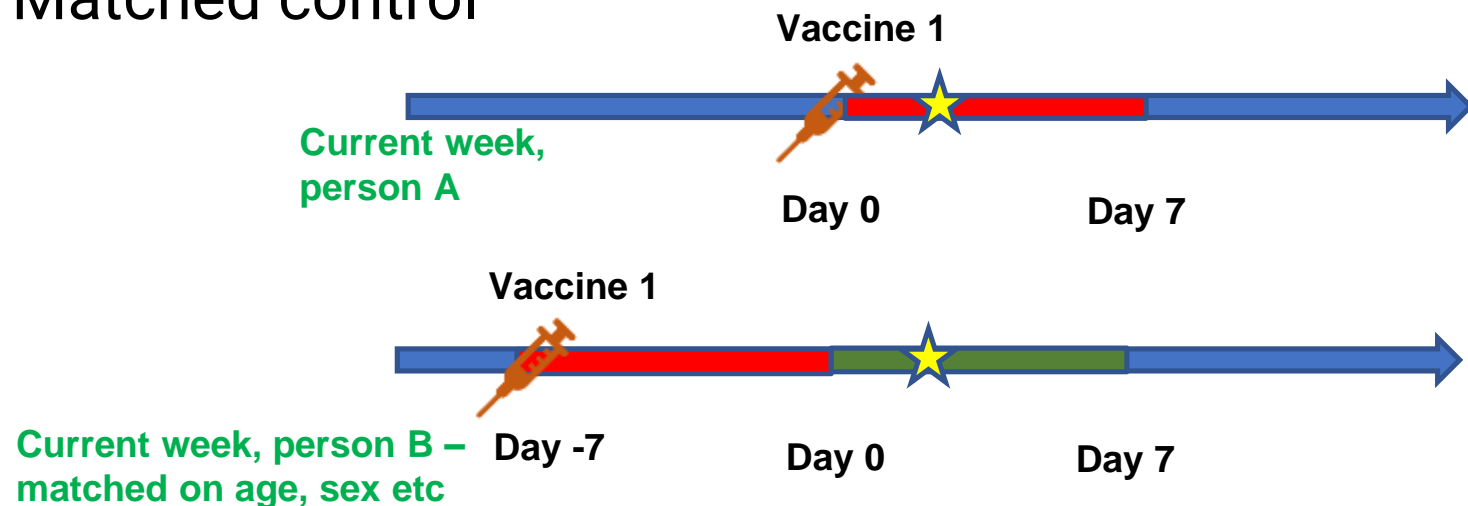 Matched control
Vaccine 1
Current week,
person A
Day 0
Day 7
Vaccine 1
Current week, person B –
matched on age, sex etc
Day -7
Day 0
Day 7